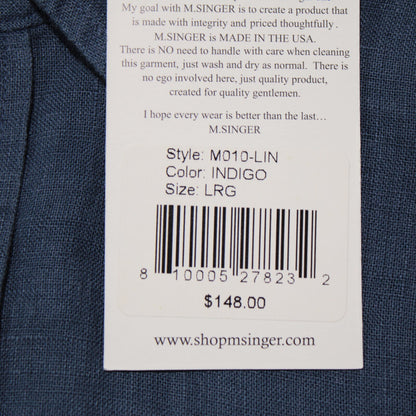 My goal with M.SINGER is to create a product that
is made with integrity and priced thoughtfully.
M.SINGER is MADE IN THE USA.
There is NO need to handle with care when cleaning
this garment, just wash and dry as normal. There is
no ego involved here, just quality product,
created for quality gentlemen.
I hope every wear is better than the last…
M.SINGER
Style: M010-LIN
Color: INDIGO
Size: LRG
8 10005 27823 2
$148.00
www.shopmsinger.com